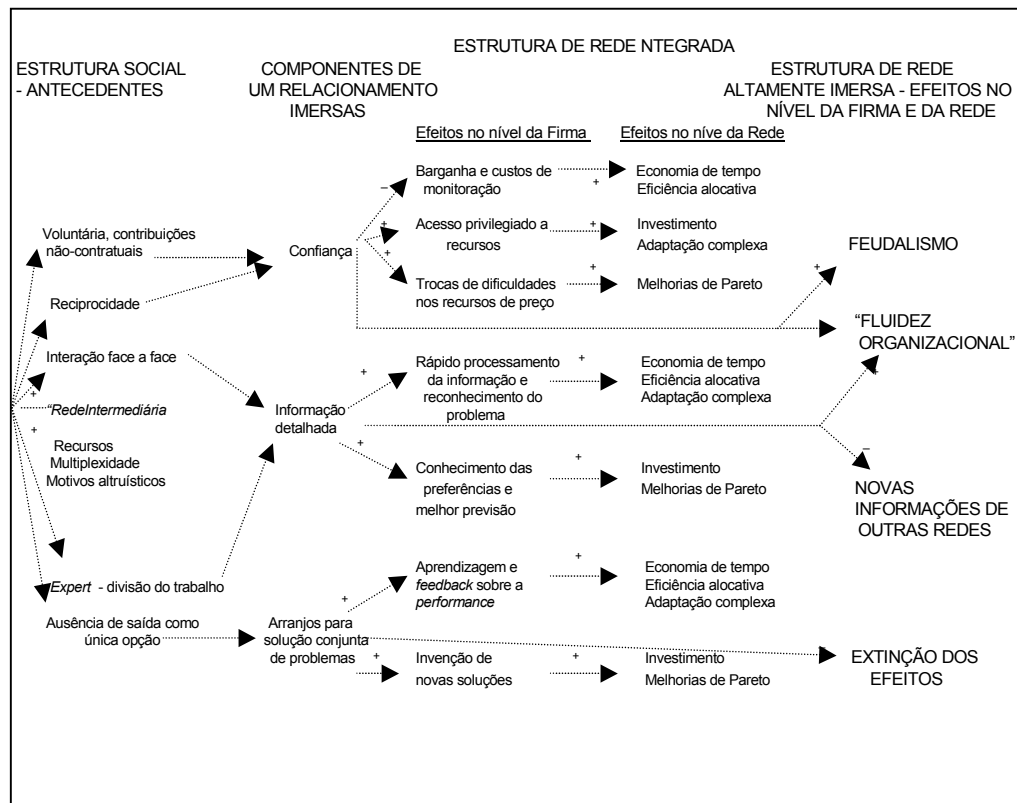 ESTRUTURA DE REDE NTEGRADA
ESTRUTURA SOCIAL
- ANTECEDENTES
COMPONENTES DE
UM RELACIONAMENTO
IMERSAS
ESTRUTURA DE REDE
ALTAMENTE IMERSA - EFEITOS NO
NÍVEL DA FIRMA E DA REDE
Efeitos no nível da Firma
Efeitos no níve da Rede
Voluntária, contribuições
não-contratuais
Reciprocidade
Interação face a face
"RedeIntermediária
Recursos
Multiplexidade
Motivos altruísticos
Expert - divisão do trabalho
Ausência de saída como
única opção
Confiança
Informação
detalhada
Arranjos para
solução conjunta
de problemas
Barganha e custos de
monitoração
Acesso privilegiado a
recursos
Trocas de dificuldades
nos recursos de preço
Rápido processamento
da informação e
reconhecimento do
problema
Conhecimento das
preferências e
melhor previsão
Aprendizagem e
feedback sobre a
performance
Invenção de
novas soluções
Economia de tempo
Eficiência alocativa
Investimento
Adaptação complexa
Melhorias de Pareto
Economia de tempo
Eficiência alocativa
Adaptação complexa
Investimento
Melhorias de Pareto
Economia de tempo
Eficiência alocativa
Adaptação complexa
Investimento
Melhorias de Pareto
FEUDALISMO
“FLUIDEZ
ORGANIZACIONAL”
NOVAS
INFORMAÇÕES DE
OUTRAS REDES
EXTINÇÃO DOS
EFEITOS